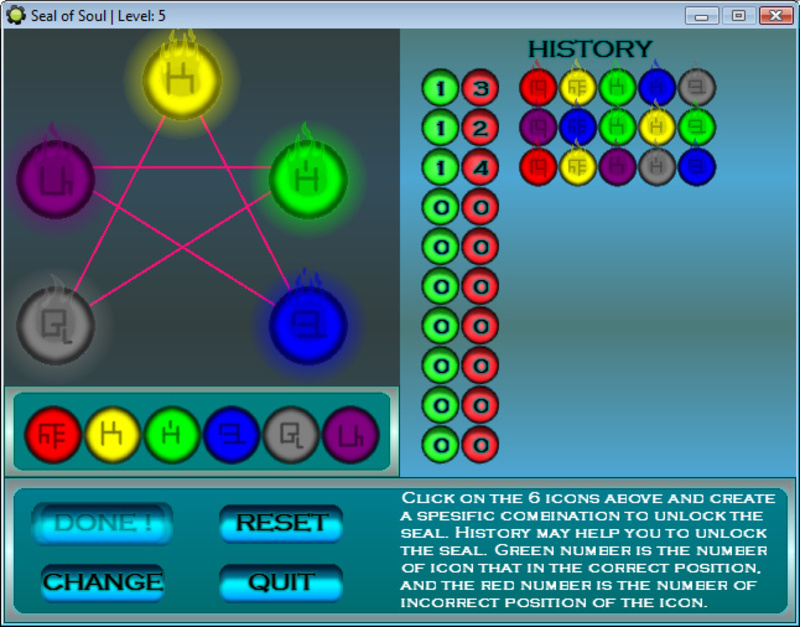 Seal of Soul | Level: 5
HISTORY
1 3
1 2
1 4
0 0
0 0
0 0
0 0
0 0
0 0
0 0
DONE !
RESET
CHANGE
QUIT
Click on the 6 icons above and create
a spesific combination to unlock the
seal. History may help you to unlock
the seal. Green number is the number
of icon that in the correct position,
and the red number is the number of
incorrect position of the icon.